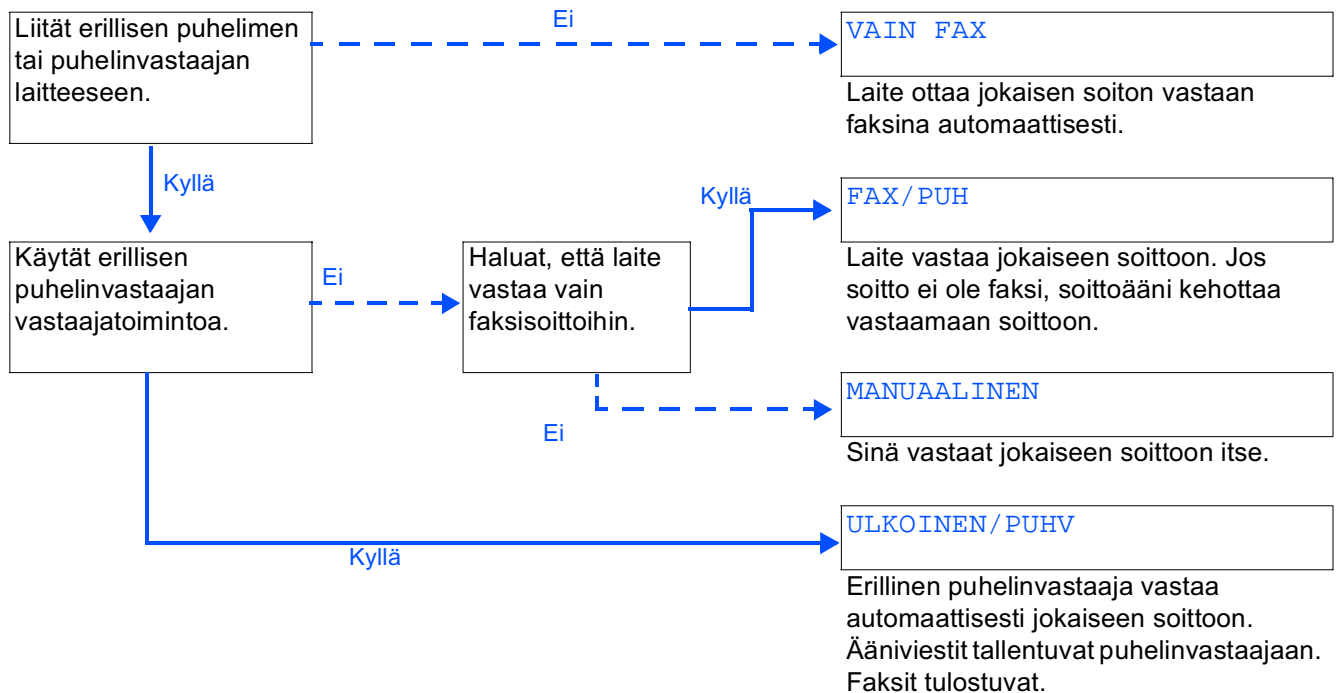 Liität erillisen puhelimen
tai puhelinvastaajan
laitteeseen.
Ei
VAIN FAX
Laite ottaa jokaisen soiton vastaan
faksina automaattisesti.
Kyllä
Käytät erillisen
puhelinvastaajan
vastaajatoimintoa.
Ei
Haluat, että laite
vastaa vain
faksisoittoihin.
Kyllä
FAX/PUH
Laite vastaa jokaiseen soittoon. Jos
soitto ei ole faksi, soittoääni kehottaa
vastaamaan soittoon.
Ei
MANUAALINEN
Sinä vastaat jokaiseen soittoon itse.
Kyllä
ULKOINEN/PUHV
Erillinen puhelinvastaaja vastaa
automaattisesti jokaiseen soittoon.
Ääniviestit tallentuvat puhelinvastaajaan.
Faksit tulostuvat.